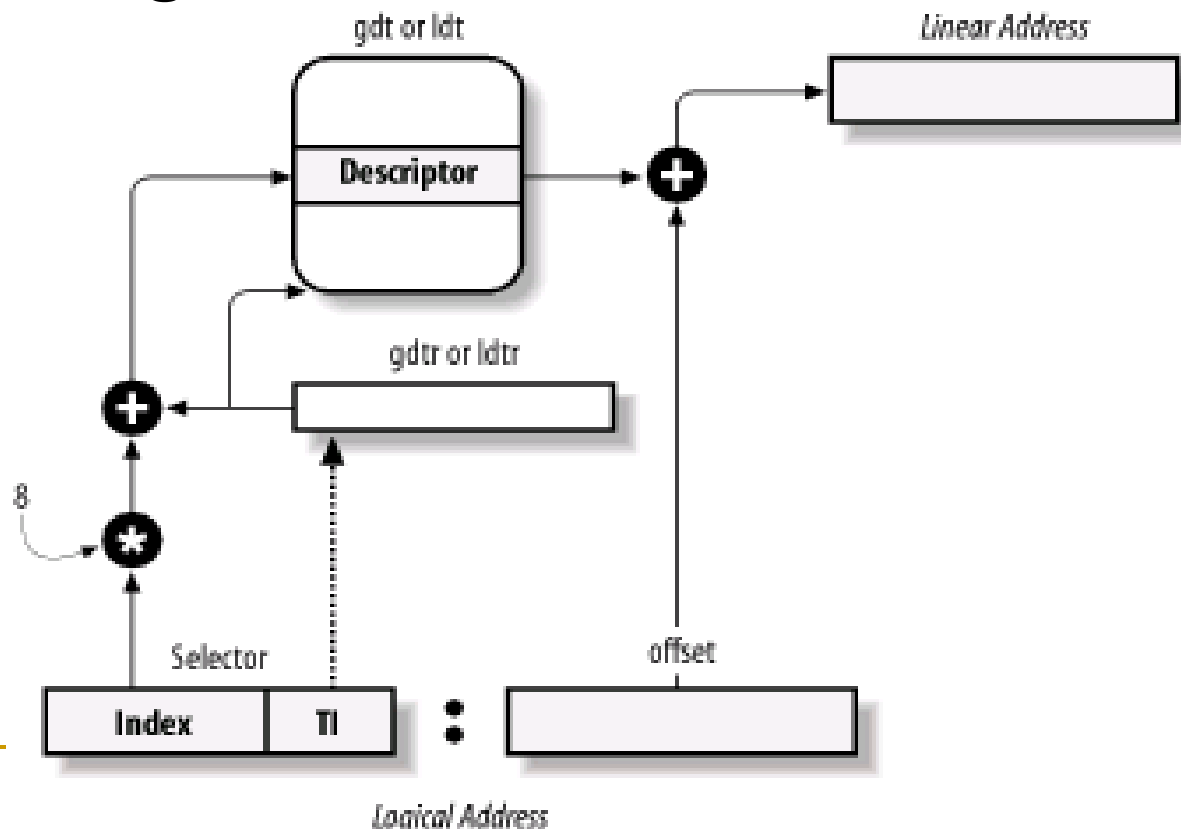 gdt or ldt
Linear Address
Descriptor
gdtr or ldtr
8
Selector
offset
Index
TI
:
Logical Address